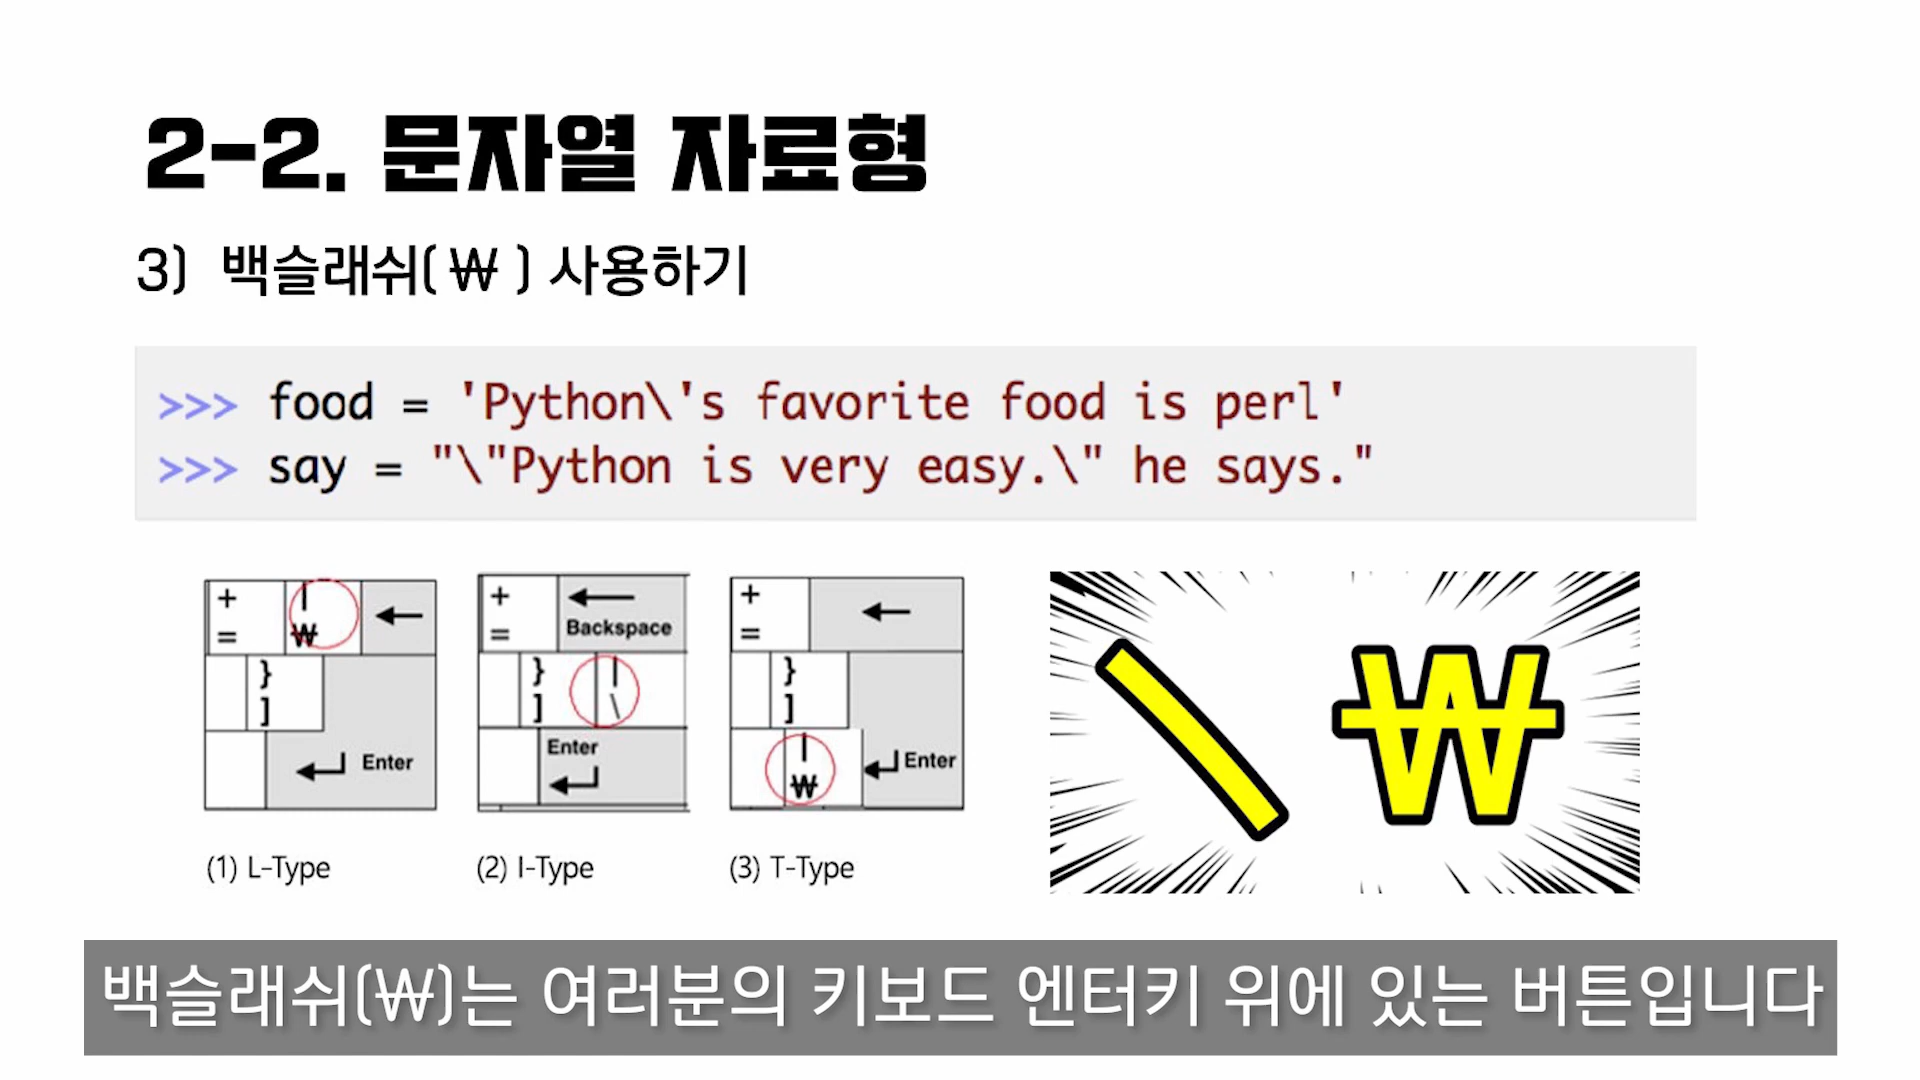 2-2. 문자열 자료형
3) 백슬래쉬(₩) 사용하기
>>> food = 'Python\'s favorite food is perl'
>>> say = "\"Python is very easy.\" he says."
+
=
|
₩
}
]
Enter
(1) L-Type
+
=
Backspace
}
]
|
\
Enter
(2) I-Type
+
=
}
]
|
₩
Enter
(3) T-Type
\ ₩
백슬래쉬(₩)는 여러분의 키보드 엔터키 위에 있는 버튼입니다